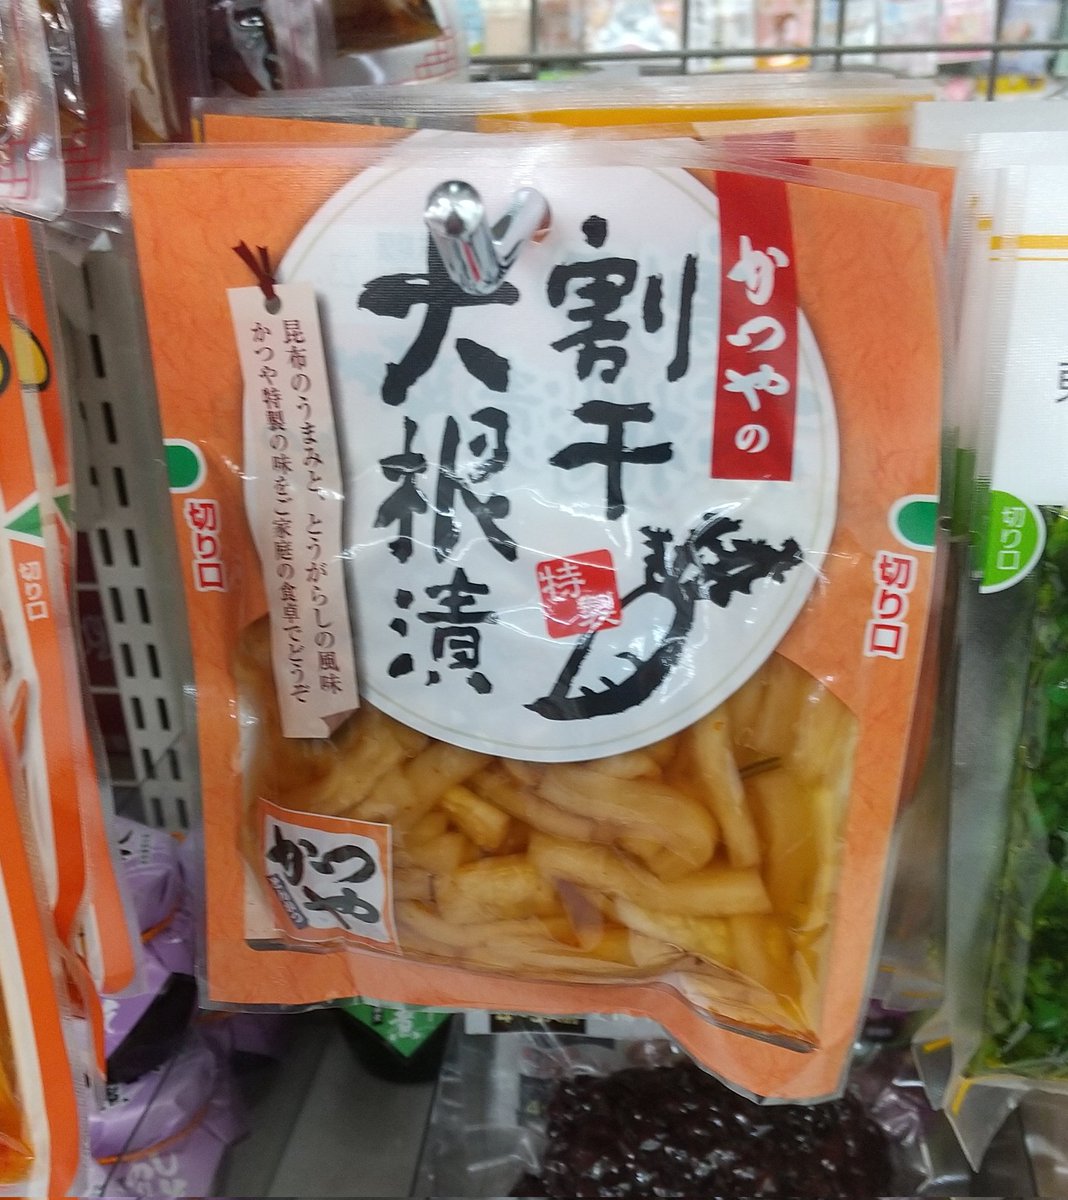 かつやの
割干
大根漬
特製
昆布のうまみと、とうがらしの風味
かつや特製の味をご家庭の食卓でどうぞ
切り口
切り口
かつや
切り口
切り口